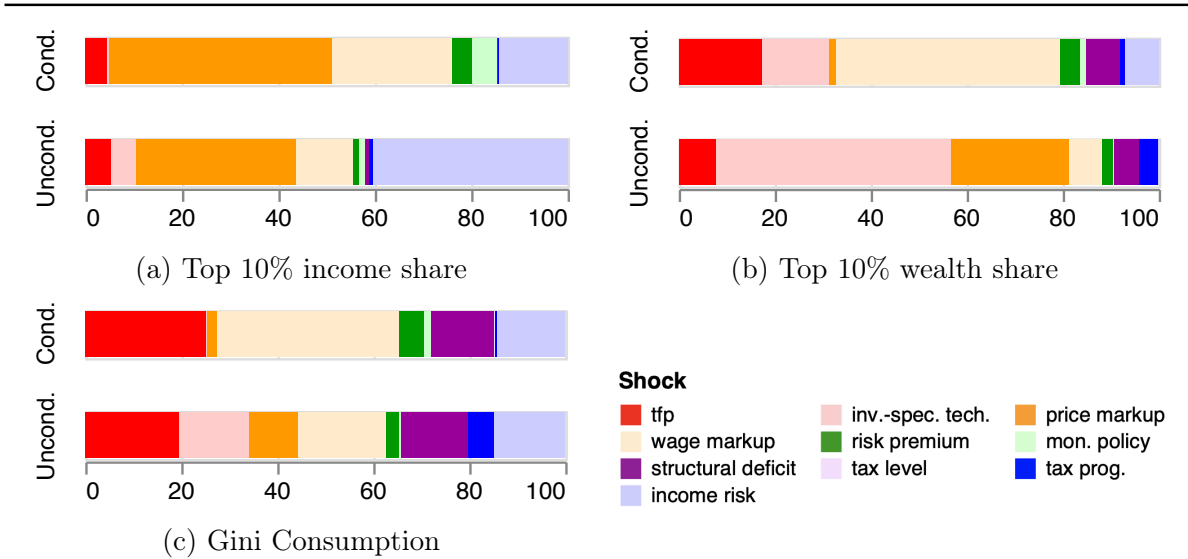 Cond.
Uncond.
0 20 40 60 80 100
(a) Top 10% income share
Cond.
Uncond.
0 20 40 60 80 100
(b) Top 10% wealth share
Cond.
Uncond.
0 20 40 60 80 100
(c) Gini Consumption
Shock
tfp inv.-spec. tech. price markup
wage markup risk premium mon. policy
structural deficit tax level tax prog.
income risk